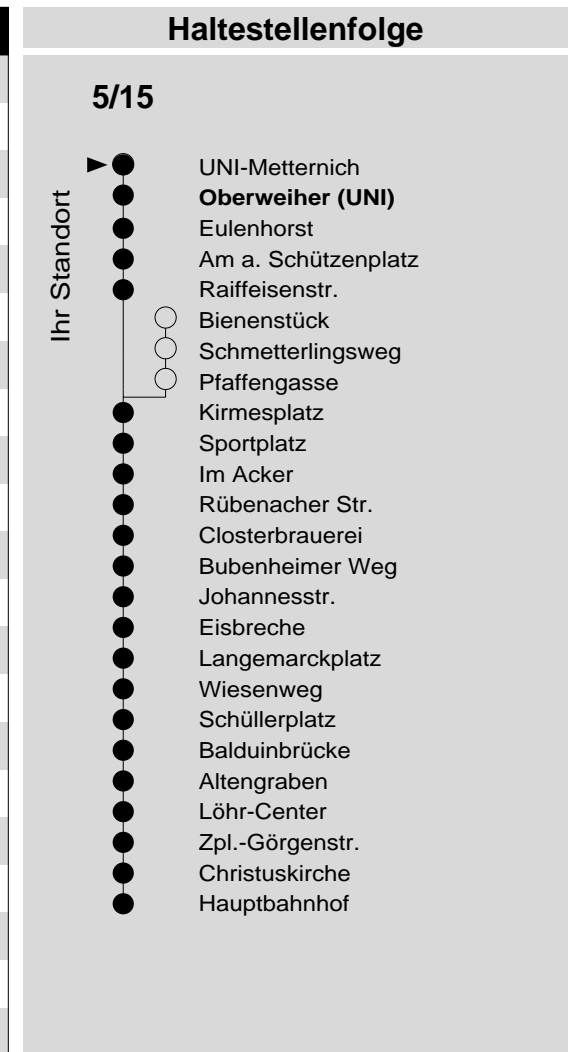 Haltestellenfolge
5/15
Ihr Standort
UNI-Metternich
Oberweiher (UNI)
Eulenhorst
Am a. Schützenplatz
Raiffeisenstr.
Bienenstück
Schmetterlingsweg
Pfaffengasse
Kirmesplatz
Sportplatz
Im Acker
Rübenacher Str.
Closterbrauerei
Bubenheimer Weg
Johannesstr.
Eisbreche
Langemarckplatz
Wiesenweg
Schüllerplatz
Balduinbrücke
Altengraben
Löhr-Center
Zpl.-Görgenstr.
Christuskirche
Hauptbahnhof